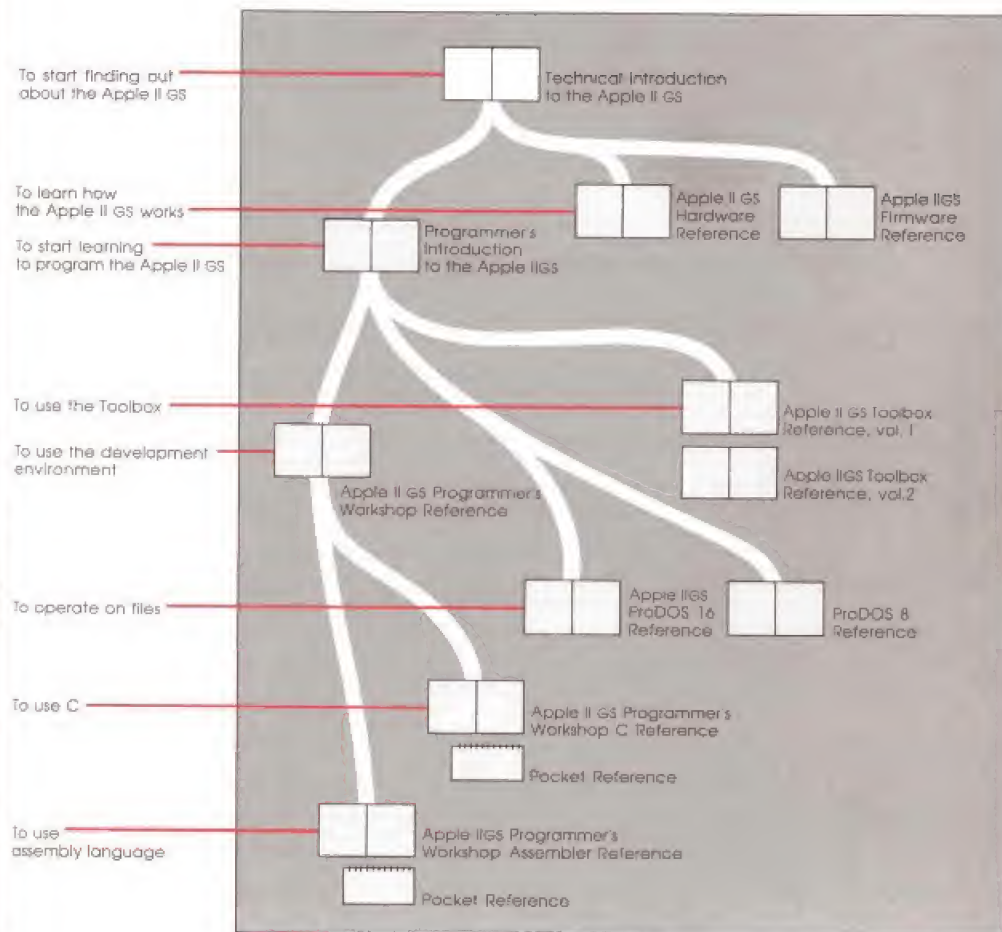 To start finding out
about the Apple II GS
Technical Introduction
to the Apple II GS
To learn how
the Apple II GS works
Apple II GS
Hardware
Reference
Apple IIGS
Firmware
Reference
To start learning
to program the Apple II GS
Programmer's
Introduction
to the Apple IIGS
To use the Toolbox
Apple II GS Toolbox
Reference, vol. 1
To use the development
environment
Apple IIGS Toolbox
Reference, vol.2
Apple II GS Programmer's
Workshop Reference
To operate on files
Apple IIGS
ProDOS 16
Reference
ProDOS 8
Reference
To use C
Apple II GS Programmer's
Workshop C Reference
Pocket Reference
To use
assembly language
Apple IIGS Programmer's
Workshop Assembler Reference
Pocket Reference